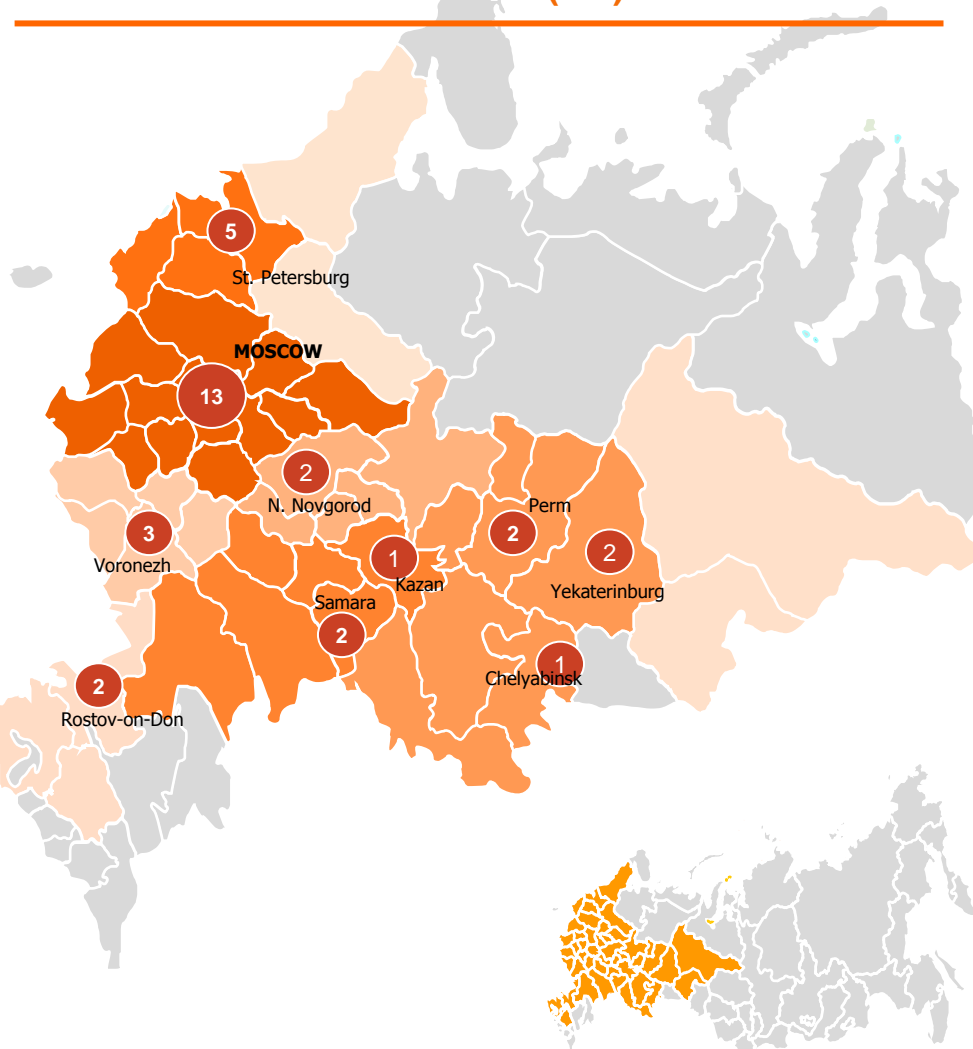 5
St. Petersburg
MOSCOW
13
2
N. Novgorod
Perm
3
2
Voronezh
1
2
Kazan
Yekaterinburg
Samara
2
1
Chelyabinsk
2
Rostov-on-Don